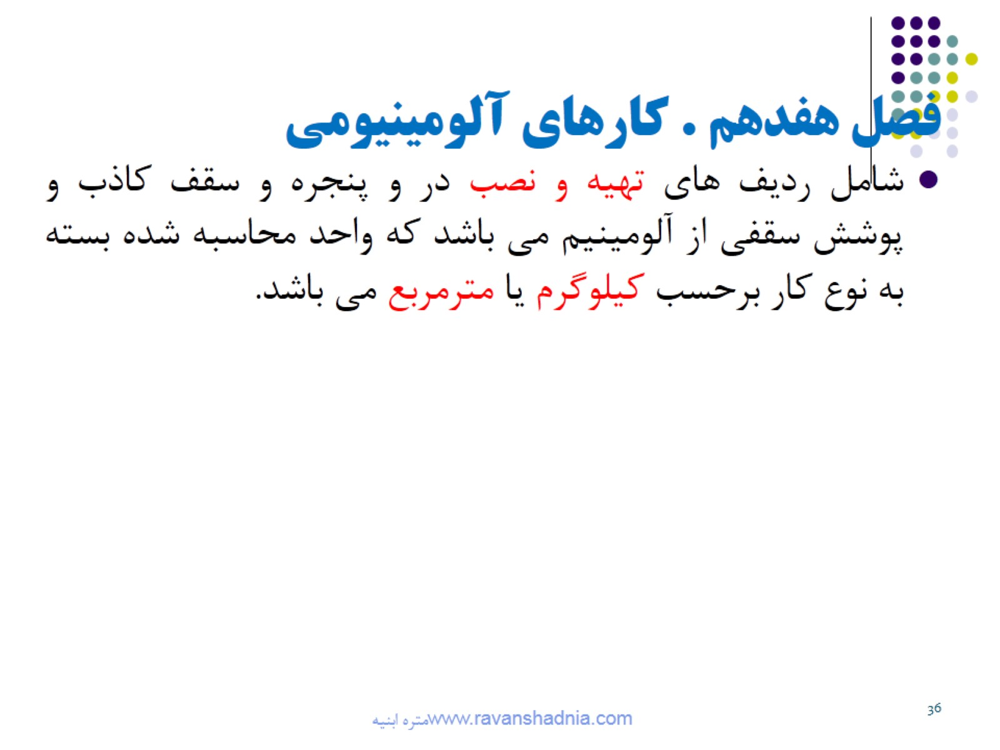 فصل هفدهم . کارهای آلومینیومی
شامل ردیف های تهیه و نصب در و پنجره و سقف کاذب و
پوشش سقفی از آلومینیم می باشد که واحد محاسبه شده بسته
به نوع کار برحسب کیلوگرم یا مترمربع می باشد.
36
www.ravanshadnia.comمتره ابنیه